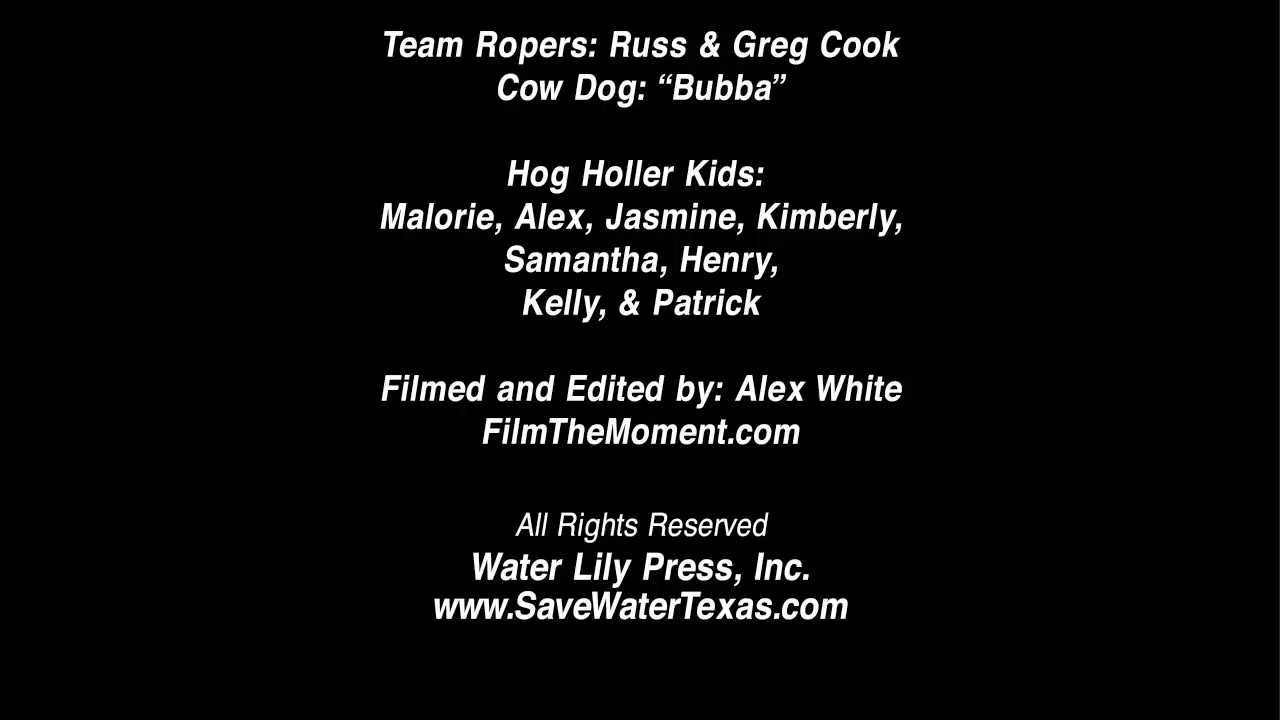 Team Ropers: Russ & Greg Cook
Cow Dog: “Bubba”
Hog Holler Kids:
Malorie, Alex, Jasmine, Kimberly,
Samantha, Henry,
Kelly, & Patrick
Filmed and Edited by: Alex White
FilmTheMoment.com
All Rights Reserved
Water Lily Press, Inc.
www.SaveWaterTexas.com